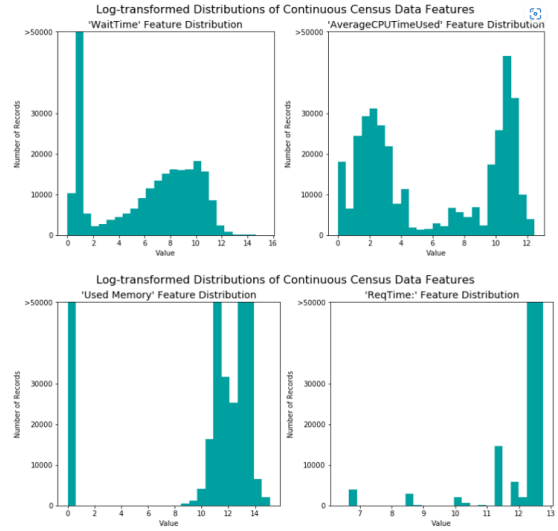 Log-transformed Distributions of Continuous Census Data Features
'WaitTime' Feature Distribution
'AverageCPUTimeUsed' Feature Distribution
>50000
30000
20000
10000
0
Number of Records
0 2 4 6 8 10 12 14 16
Value
>50000
30000
20000
10000
0
Number of Records
0 2 4 6 8 10 12
Value
Log-transformed Distributions of Continuous Census Data Features
'Used Memory' Feature Distribution
'ReqTime:' Feature Distribution
>50000
30000
20000
10000
0
Number of Records
0 2 4 6 8 10 12 14
Value
>50000
30000
20000
10000
0
Number of Records
7 8 9 10 11 12 13
Value